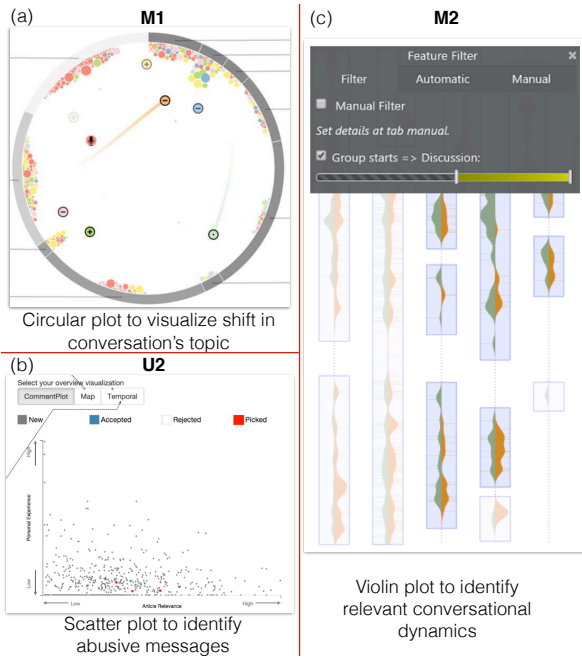 (a)
M1
Circular plot to visualize shift in
conversation's topic
(b)
U2
Select your overview visualization
CommentPlot Map Temporal
New Accepted Rejected Picked
High
Personal Experience
Low
Low Article Relevance High
Scatter plot to identify
abusive messages
(c)
M2
Feature Filter
Filter Automatic Manual
Manual Filter
Set details at tab manual.
Group starts => Discussion:
Violin plot to identify
relevant conversational
dynamics